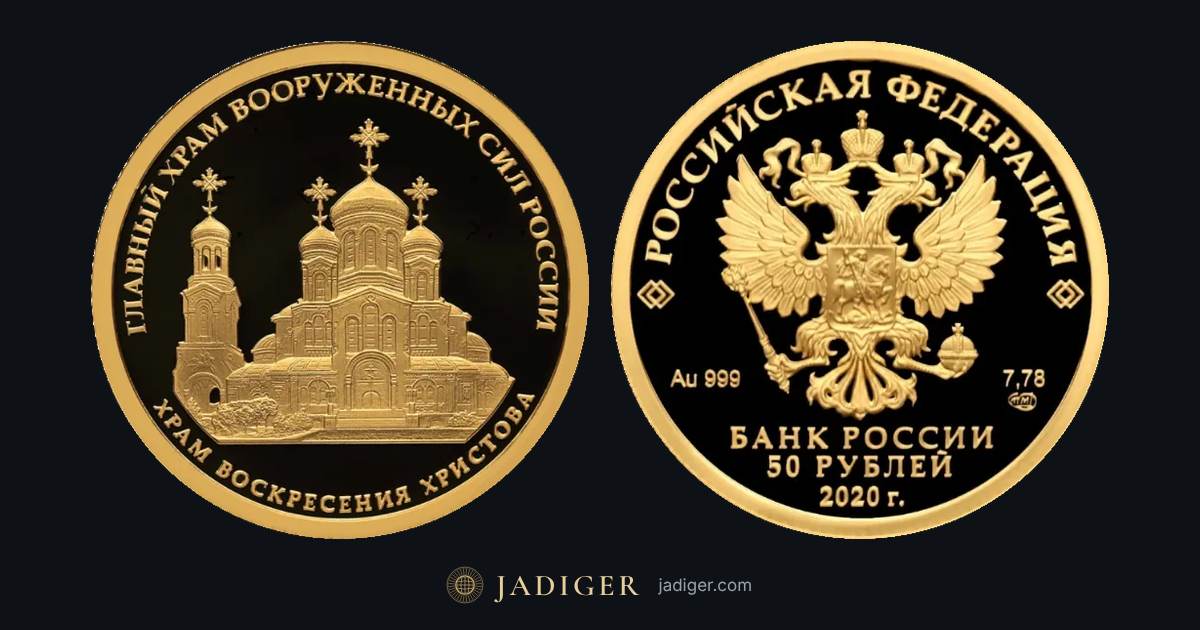 ГЛАВНЫЙ ХРАМ ВООРУЖЕННЫХ СИЛ РОССИИ
ХРАМ ВОСКРЕСЕНИЯ ХРИСТОВА
РОССИЙСКАЯ ФЕДЕРАЦИЯ
Au 999
7,78
БАНК РОССИИ
50 РУБЛЕЙ
2020 г.
JADIGER
jadiger.com